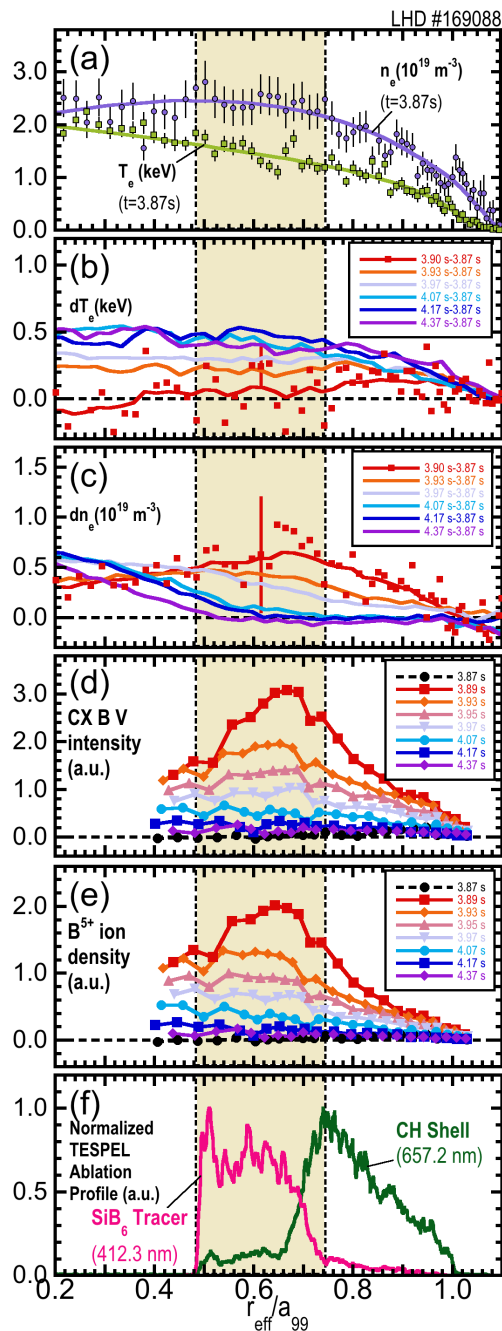 LHD #169088
(a)
n_e(10^19 m^-3)
(t=3.87s)
T_e (keV)
(t=3.87s)
3.0
2.0
1.0
0.0
(b)
dT_e(keV)
3.90 s-3.87 s
3.93 s-3.87 s
3.97 s-3.87 s
4.07 s-3.87 s
4.17 s-3.87 s
4.37 s-3.87 s
1.0
0.5
0.0
(c)
dn_e(10^19 m^-3)
3.90 s-3.87 s
3.93 s-3.87 s
3.97 s-3.87 s
4.07 s-3.87 s
4.17 s-3.87 s
4.37 s-3.87 s
1.5
1.0
0.5
0.0
(d)
CX B V
intensity
(a.u.)
3.87 s
3.89 s
3.93 s
3.95 s
3.97 s
4.07 s
4.17 s
4.37 s
3.0
2.0
1.0
0.0
(e)
B^5+ ion
density
(a.u.)
3.87 s
3.89 s
3.93 s
3.95 s
3.97 s
4.07 s
4.17 s
4.37 s
2.0
1.0
0.0
(f)
Normalized
TESPEL
Ablation
Profile (a.u.)
SiB_6 Tracer
(412.3 nm)
CH Shell
(657.2 nm)
1.0
0.5
0.0
0.2 0.4 0.6 0.8 1.0
r_eff/a_99